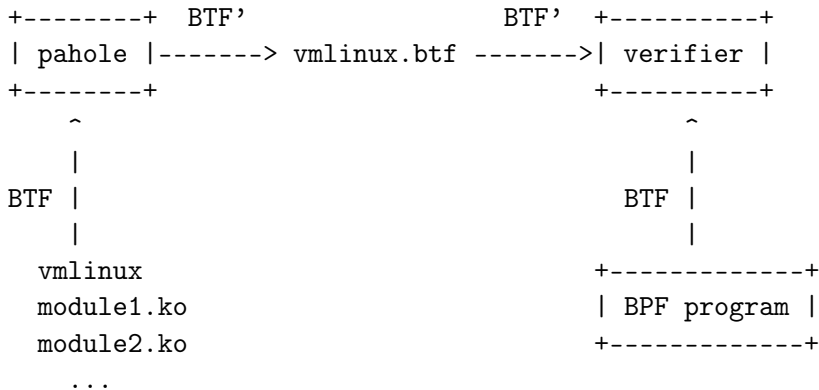 +--------+  BTF’                 BTF’  +----------+
| pahole |-------> vmlinux.btf ------->| verifier |
+--------+                             +----------+
    ^                                        ^
    |                                        |
BTF |                                    BTF |
    |                                        |
  vmlinux                              +-------------+
  module1.ko                           | BPF program |
  module2.ko                           +-------------+
    ...